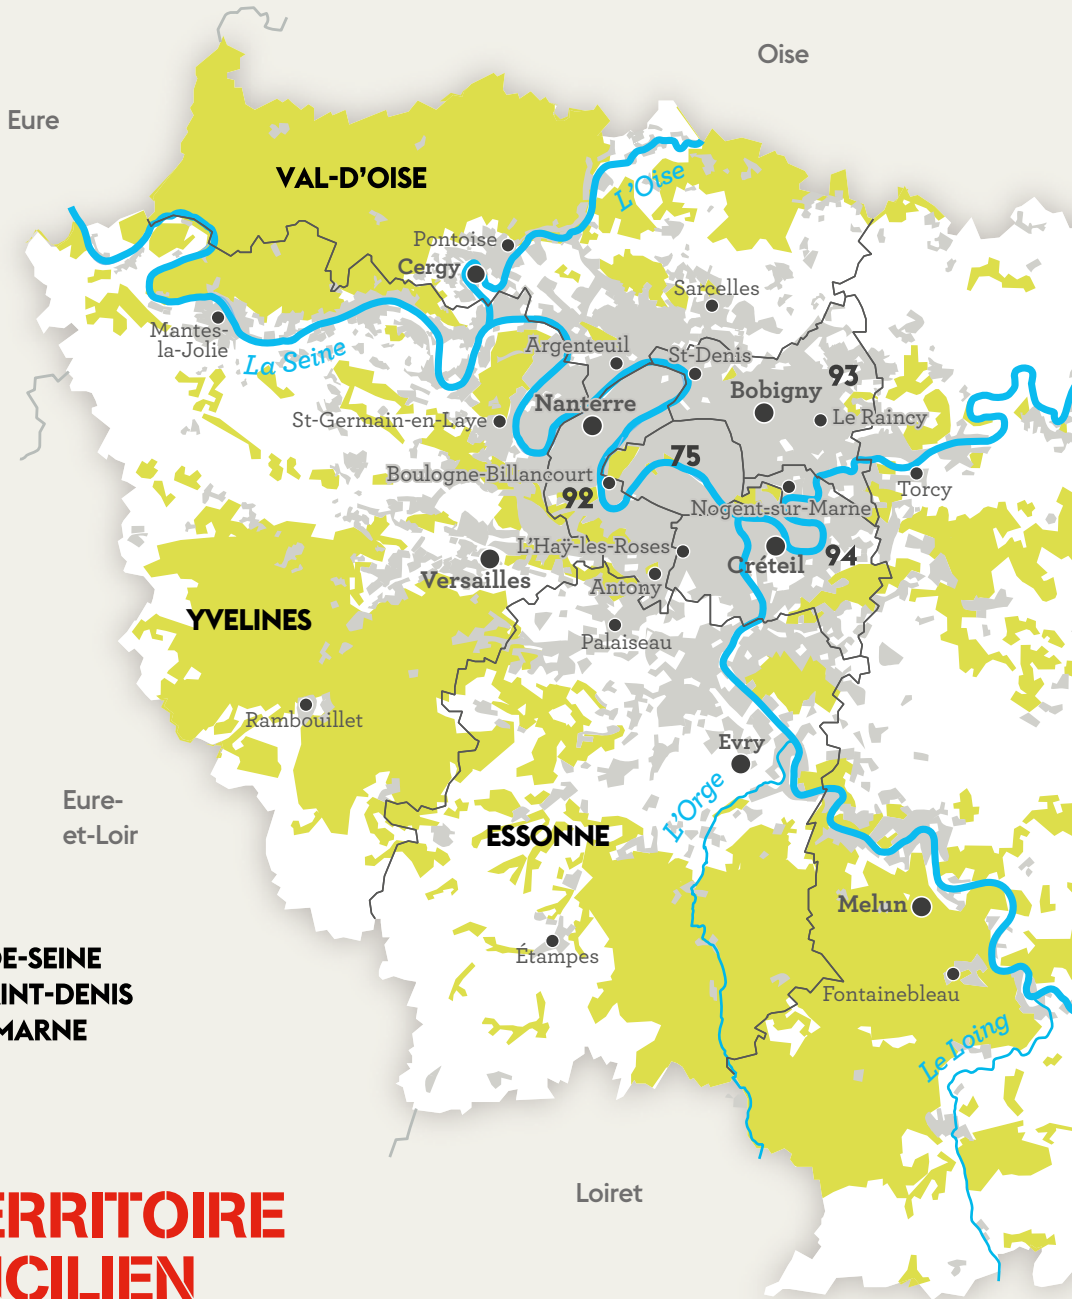 Oise
Eure
VAL-D'OISE
L'Oise
Pontoise
Cergy
Sarcelles
Mantes-
la-Jolie
La Seine
Argenteuil
St-Denis
Bobigny
93
Nanterre
St-Germain-en-Laye
Le Raincy
75
Boulogne-Billancourt
92
Torcy
Nogent-sur-Marne
L'Haÿ-les-Roses
Créteil
94
Versailles
Antony
YVELINES
Palaiseau
Rambouillet
Evry
Eure-
et-Loir
L'Orge
ESSONNE
Melun
Étampes
DE-SEINE
INT-DENIS
MARNE
Fontainebleau
Le Loing
Loiret
ERRITOIRE
CILIEN